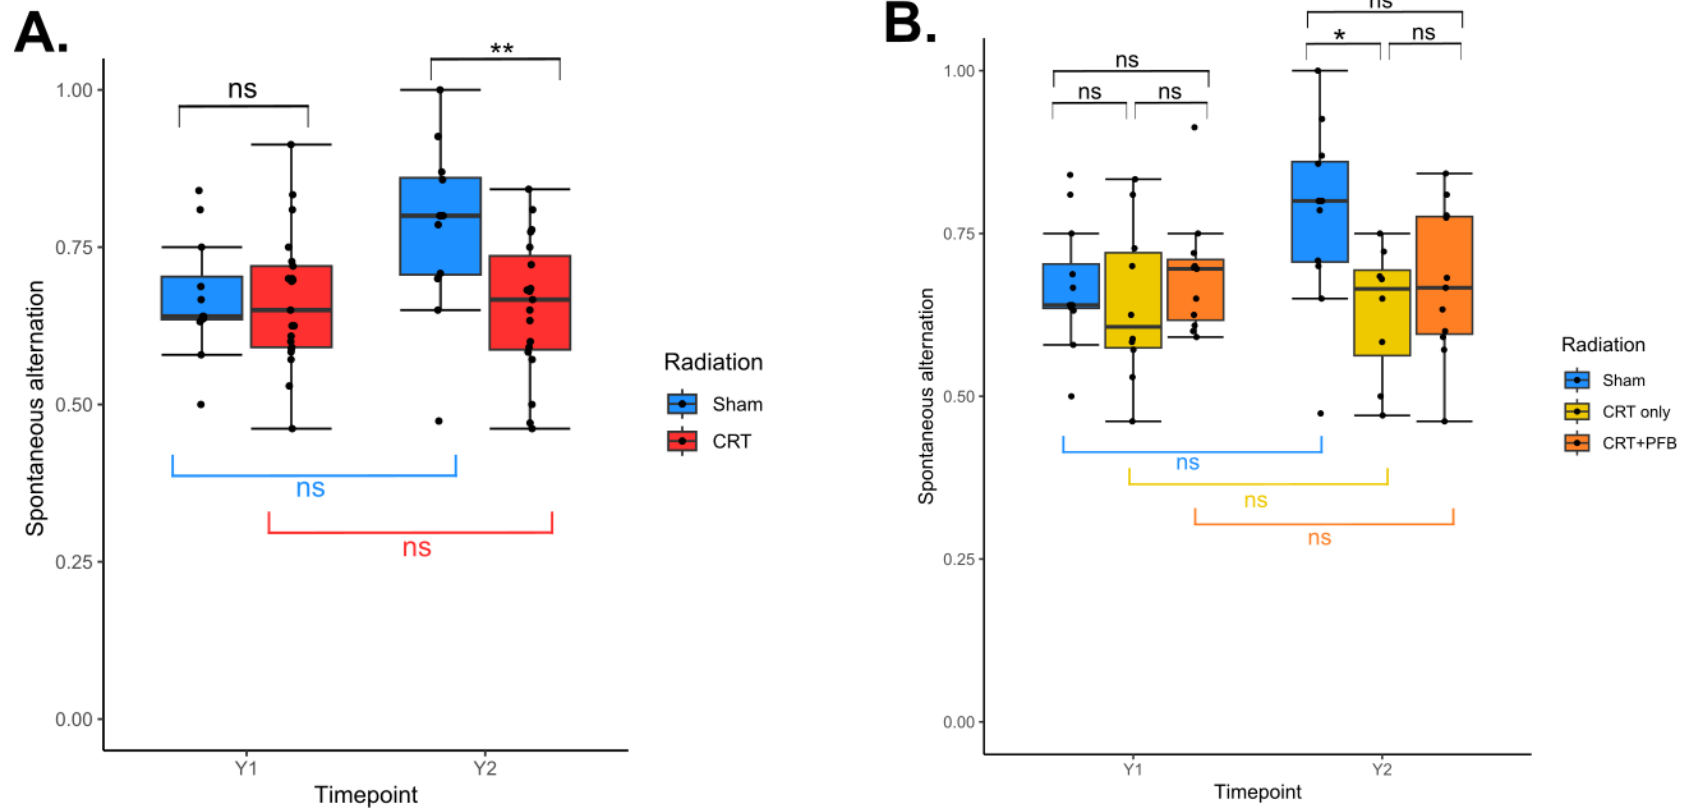 A.
ns
**
1.00
0.75
0.50
0.25
0.00
Spontaneous alternation
ns
ns
Y1
Y2
Timepoint
Radiation
Sham
CRT
B.
ns
ns
ns
ns
*
ns
ns
1.00
0.75
0.50
0.25
0.00
Spontaneous alternation
ns
ns
ns
Y1
Y2
Timepoint
Radiation
Sham
CRT only
CRT+PFB